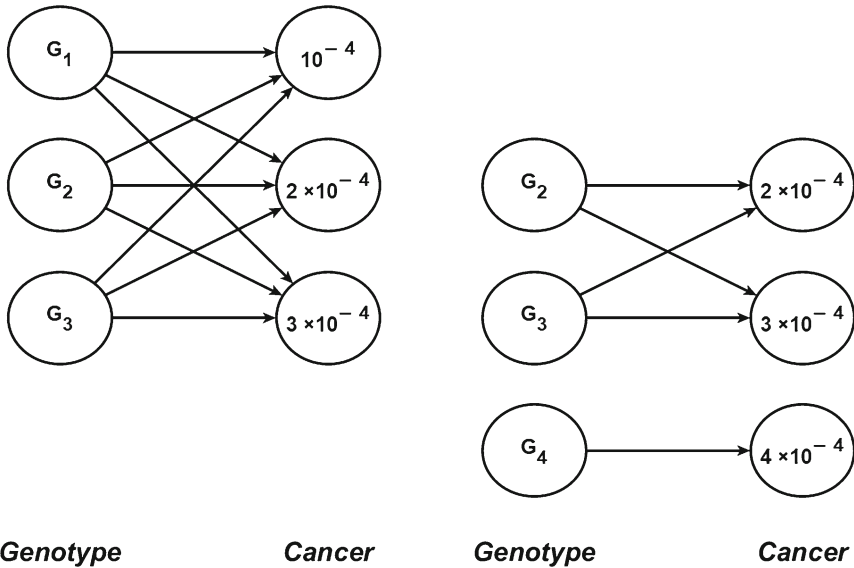 G₁ 10⁻⁴
G₂ 2 ×10⁻⁴
G₃ 3 ×10⁻⁴
Genotype Cancer
G₂ 2 ×10⁻⁴
G₃ 3 ×10⁻⁴
G₄ 4 ×10⁻⁴
Genotype Cancer